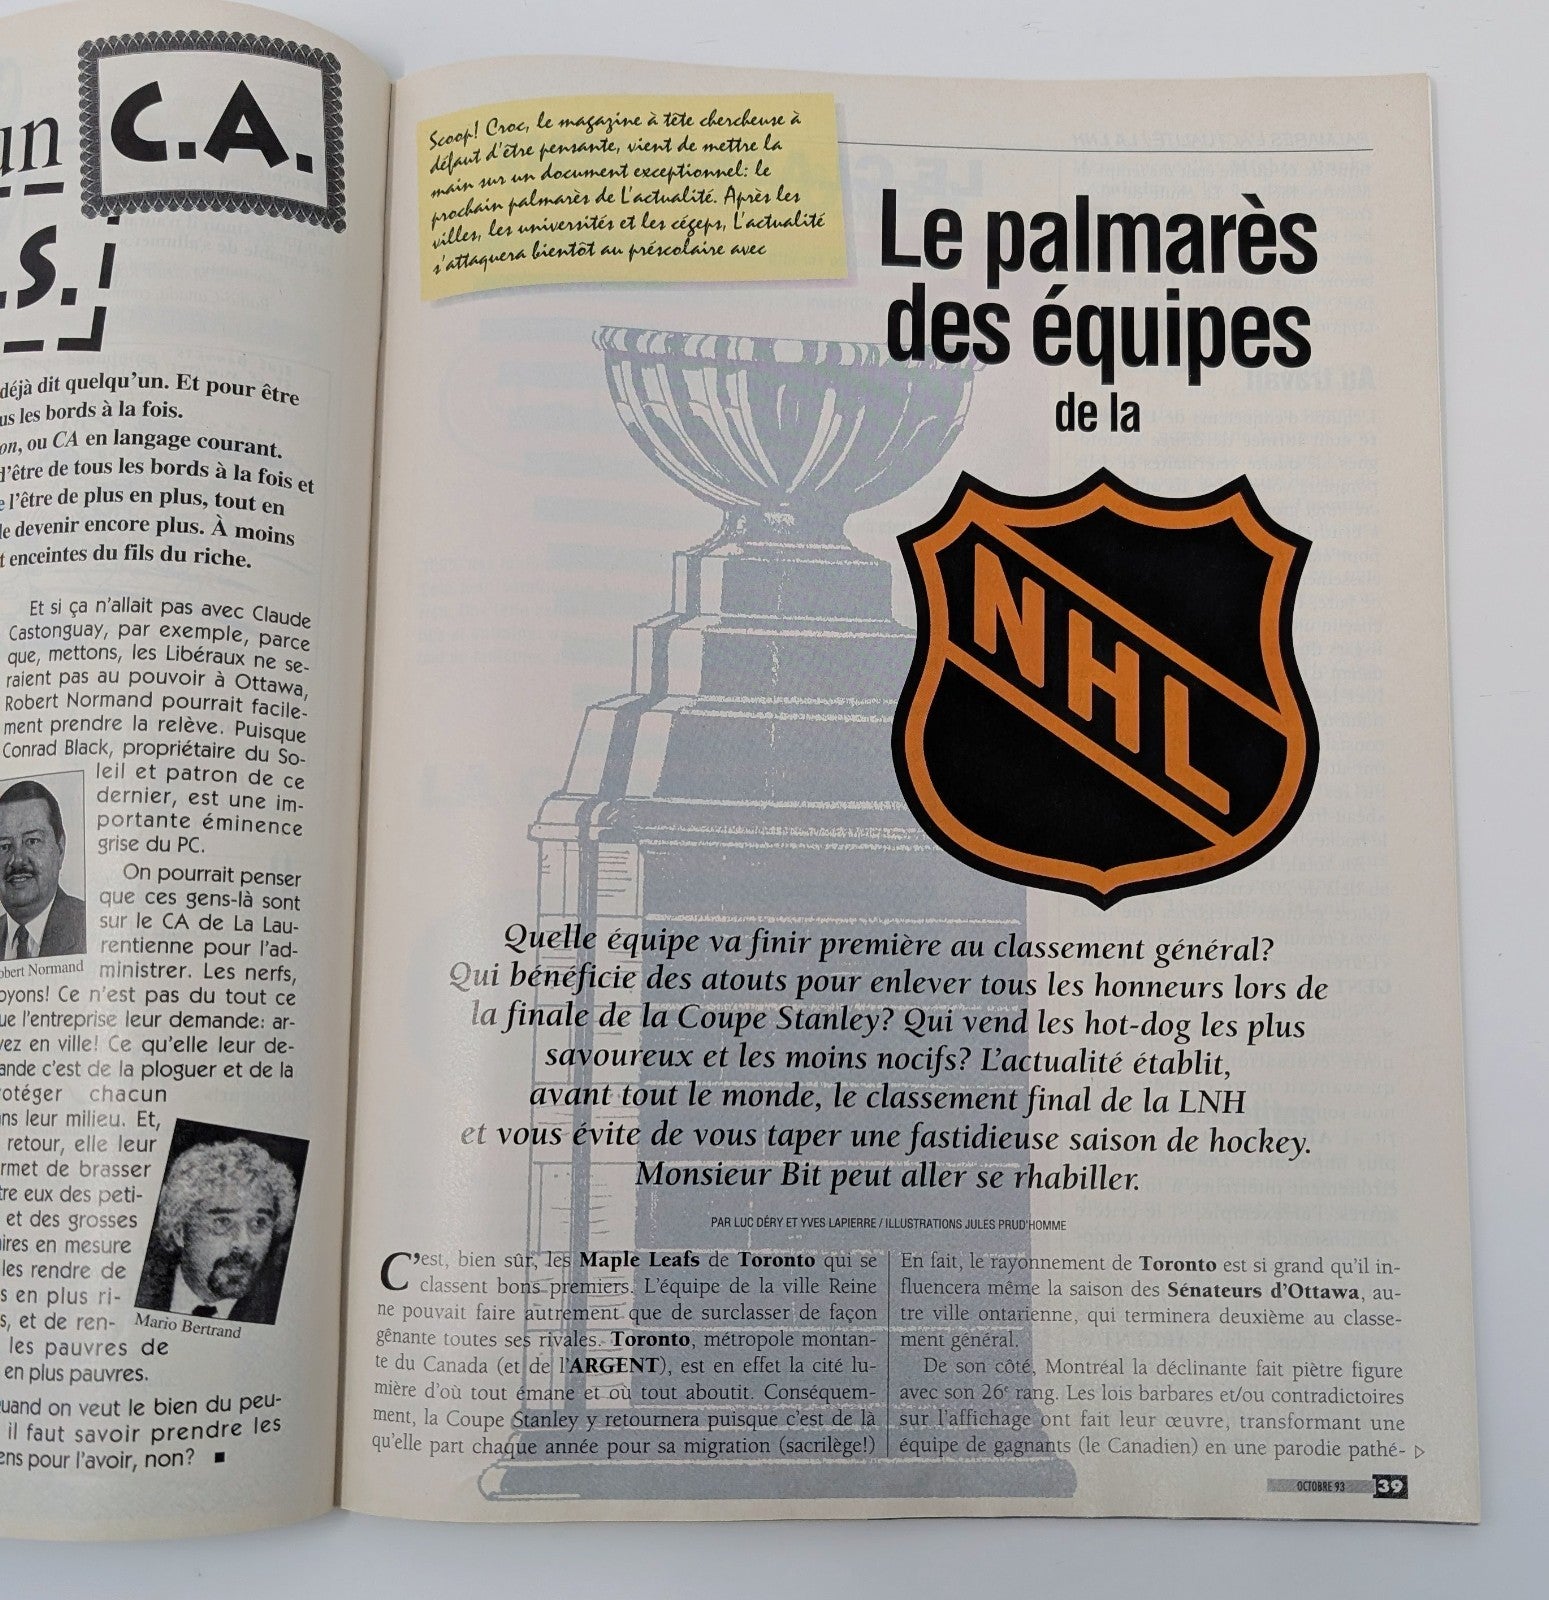 un
C.A.
.S.
déjà dit quelqu'un. Et pour être
us les bords à la fois.
on, ou CA en langage courant.
d'être de tous les bords à la fois et
e l'être de plus en plus, tout en
le devenir encore plus. À moins
t enceintes du fils du riche.
Et si ça n'allait pas avec Claude
Castonguay, par exemple, parce
que, mettons, les Libéraux ne se-
raient pas au pouvoir à Ottawa,
Robert Normand pourrait facile-
ment prendre la relève. Puisque
Conrad Black, propriétaire du So-
leil et patron de ce
dernier, est une im-
portante éminence
grise du PC.
On pourrait penser
que ces gens-là sont
sur le CA de La Lau-
rentienne pour l'ad-
ministrer. Les nerfs,
obert Normand
oyons! Ce n'est pas du tout ce
ue l'entreprise leur demande: ar-
vez en ville! Ce qu'elle leur de-
ande c'est de la ploguer et de la
rotéger chacun
ns leur milieu. Et,
retour, elle leur
rmet de brasser
tre eux des peti-
et des grosses
aires en mesure
les rendre de
s en plus ri-
s, et de ren-
les pauvres de
en plus pauvres.
Mario Bertrand
uand on veut le bien du peu-
il faut savoir prendre les
ens pour l'avoir, non? ■
Scoop! Croc, le magazine à tête chercheuse à
défaut d'être pensante, vient de mettre la
main sur un document exceptionnel: le
prochain palmarès de L'actualité. Après les
villes, les universités et les cégeps, L'actualité
s'attaquera bientôt au préscolaire avec
Le palmarès
des équipes
de la
NHL
Quelle équipe va finir première au classement général?
Qui bénéficie des atouts pour enlever tous les honneurs lors de
la finale de la Coupe Stanley? Qui vend les hot-dog les plus
savoureux et les moins nocifs? L'actualité établit,
avant tout le monde, le classement final de la LNH
et vous évite de vous taper une fastidieuse saison de hockey.
Monsieur Bit peut aller se rhabiller.
PAR LUC DÉRY ET YVES LAPIERRE / ILLUSTRATIONS JULES PRUD'HOMME
C'est, bien sûr, les Maple Leafs de Toronto qui se
classent bons premiers. L'équipe de la ville Reine
ne pouvait faire autrement que de surclasser de façon
gênante toutes ses rivales. Toronto, métropole montan-
te du Canada (et de l'ARGENT), est en effet la cité lu-
mière d'où tout émane et où tout aboutit. Conséquem-
ment, la Coupe Stanley y retournera puisque c'est de là
qu'elle part chaque année pour sa migration (sacrilège!)
En fait, le rayonnement de Toronto est si grand qu'il in-
fluencera même la saison des Sénateurs d'Ottawa, au-
tre ville ontarienne, qui terminera deuxième au classe-
ment général.
De son côté, Montréal la déclinante fait piètre figure
avec son 26e rang. Les lois barbares et/ou contradictoires
sur l'affichage ont fait leur œuvre, transformant une
équipe de gagnants (le Canadien) en une parodie pathé- ▷
OCTOBRE 93 39